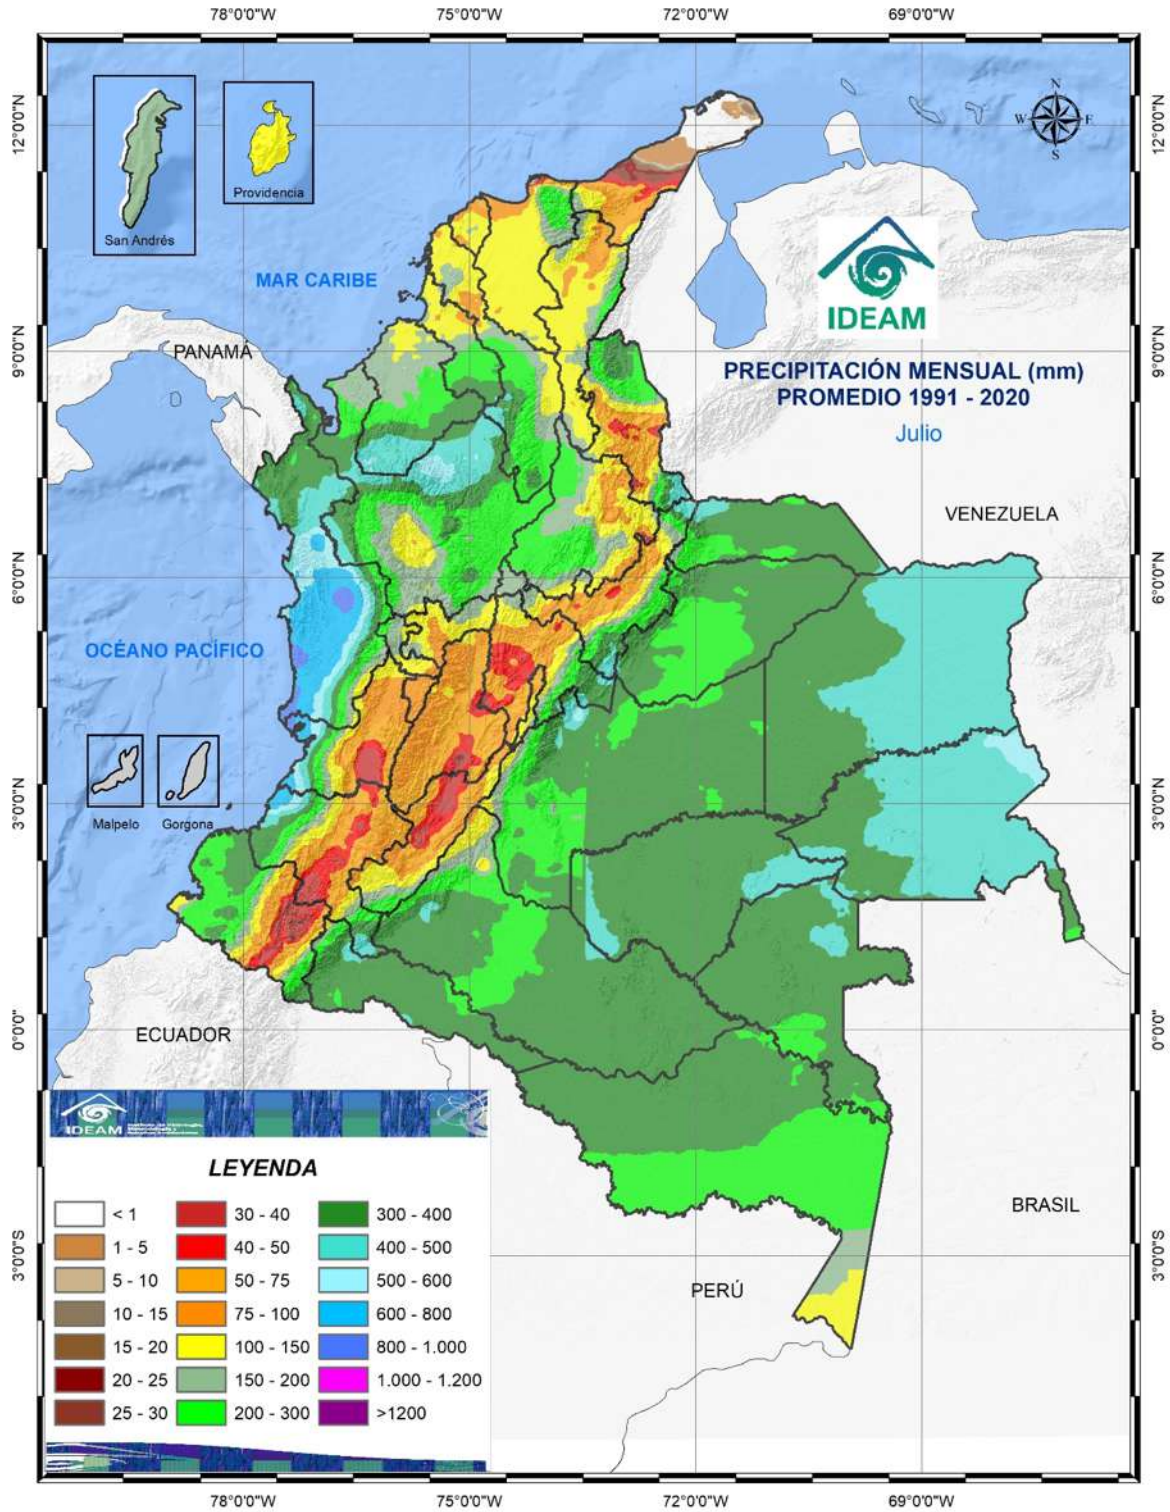 78°0'0"W 75°0'0"W 72°0'0"W 69°0'0"W
12°0'0"N
12°0'0"N
N
W E
S
San Andrés
Providencia
MAR CARIBE
IDEAM
PRECIPITACIÓN MENSUAL (mm)
PROMEDIO 1991 - 2020
Julio
9°0'0"N
PANAMÁ
9°0'0"N
VENEZUELA
6°0'0"N
6°0'0"N
OCÉANO PACÍFICO
Malpelo
Gorgona
3°0'0"N
3°0'0"N
ECUADOR
0°0'0"
0°0'0"
BRASIL
PERÚ
3°0'0"S
3°0'0"S
IDEAM
LEYENDA
< 1
1 - 5
5 - 10
10 - 15
15 - 20
20 - 25
25 - 30
30 - 40
40 - 50
50 - 75
75 - 100
100 - 150
150 - 200
200 - 300
300 - 400
400 - 500
500 - 600
600 - 800
800 - 1.000
1.000 - 1.200
>1200
78°0'0"W 75°0'0"W 72°0'0"W 69°0'0"W